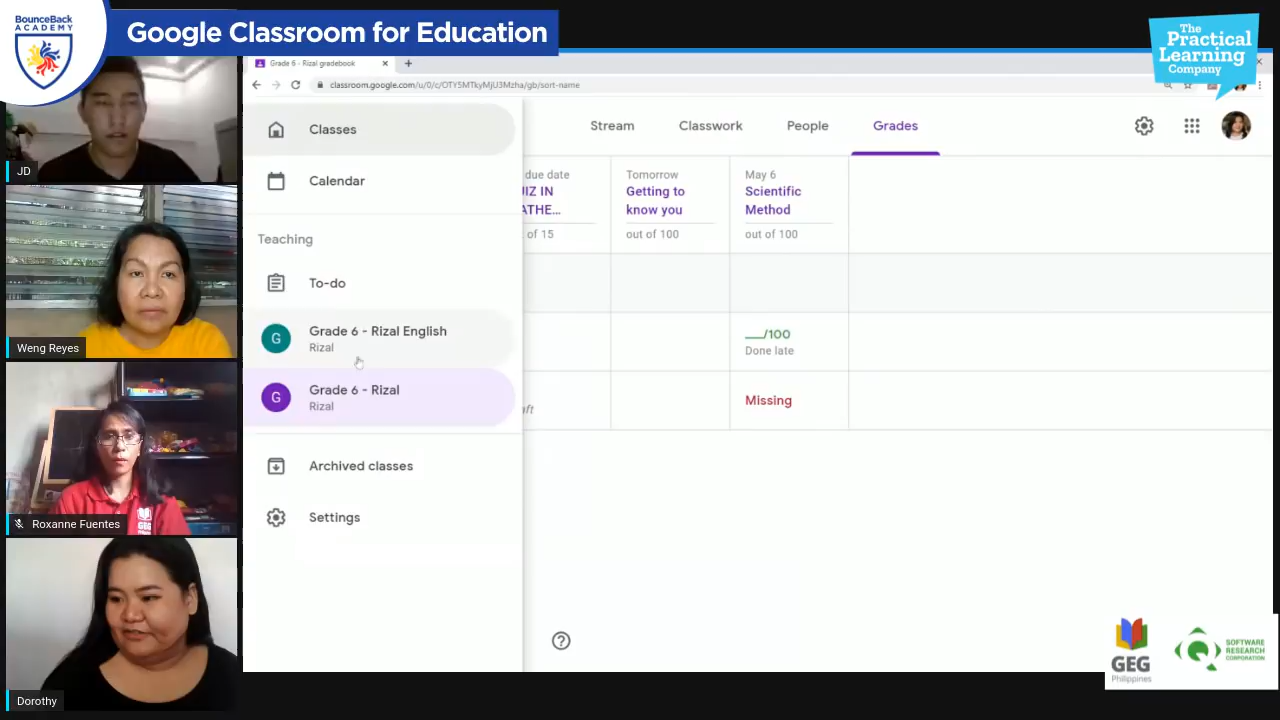 BounceBack
ACADEMY
Google Classroom for Education
The
Practical
Learning
Company
Grade 6 - Rizal gradebook
classroom.google.com/u/0/c/OTY5MTkyMjU3Mzha/gb/sort-name
Classes
Calendar
Teaching
To-do
G
Grade 6 - Rizal English
Rizal
G
Grade 6 - Rizal
Rizal
Archived classes
Settings
Stream
Classwork
People
Grades
due date
UIZ IN
ATHE...
of 15
Tomorrow
Getting to
know you
out of 100
May 6
Scientific
Method
out of 100
___/100
Done late
aft
Missing
JD
Weng Reyes
GEG
Roxanne Fuentes
Dorothy
GEG
Philippines
SOFTWARE
RESEARCH
CORPORATION